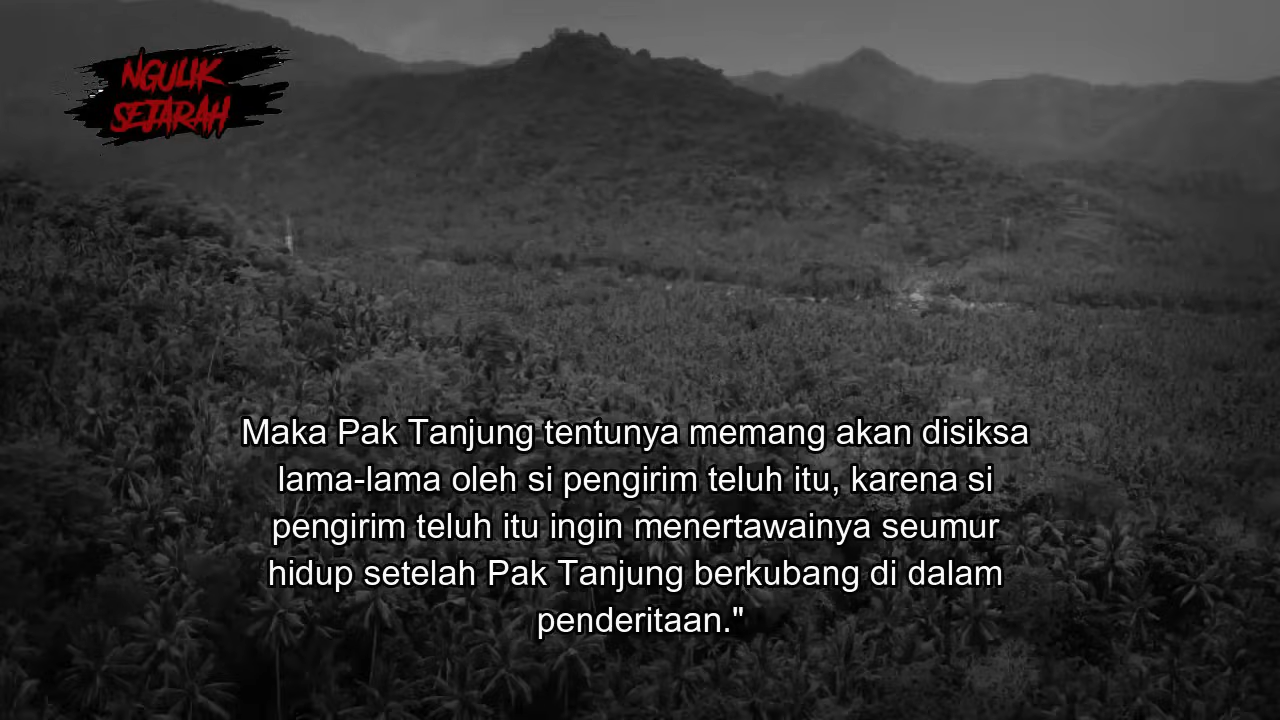 NGULIK
SEJARAH
Maka Pak Tanjung tentunya memang akan disiksa
lama-lama oleh si pengirim teluh itu, karena si
pengirim teluh itu ingin menertawainya seumur
hidup setelah Pak Tanjung berkubang di dalam
penderitaan."